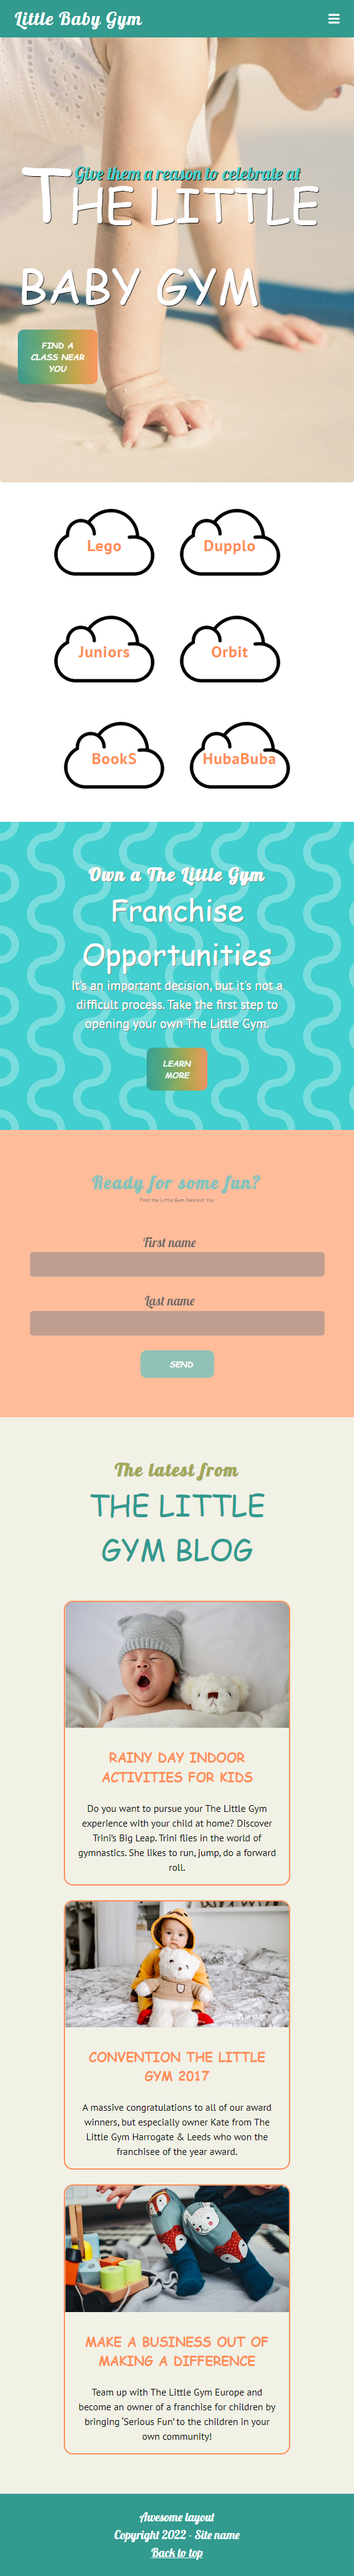 Little Baby Gym
Give them a reason to celebrate at
THE LITTLE
BABY GYM
FIND A
CLASS NEAR
YOU
Lego
Dupplo
Juniors
Orbit
BookS
HubaBuba
Own a The Little Gym
Franchise
Opportunities
It's an important decision, but it's not a
difficult process. Take the first step to
opening your own The Little Gym.
LEARN
MORE
Ready for some fun?
Find the Little Gym Nearest You
First name
Last name
SEND
The latest from
THE LITTLE
GYM BLOG
RAINY DAY INDOOR
ACTIVITIES FOR KIDS
Do you want to pursue your The Little Gym
experience with your child at home? Discover
Trini's Big Leap. Trini flies in the world of
gymnastics. She likes to run, jump, do a forward
roll.
CONVENTION THE LITTLE
GYM 2017
A massive congratulations to all of our award
winners, but especially owner Kate from The
Little Gym Harrogate & Leeds who won the
franchisee of the year award.
MAKE A BUSINESS OUT OF
MAKING A DIFFERENCE
Team up with The Little Gym Europe and
become an owner of a franchise for children by
bringing ‘Serious Fun’ to the children in your
own community!
Awesome layout
Copyright 2022 - Site name
Back to top